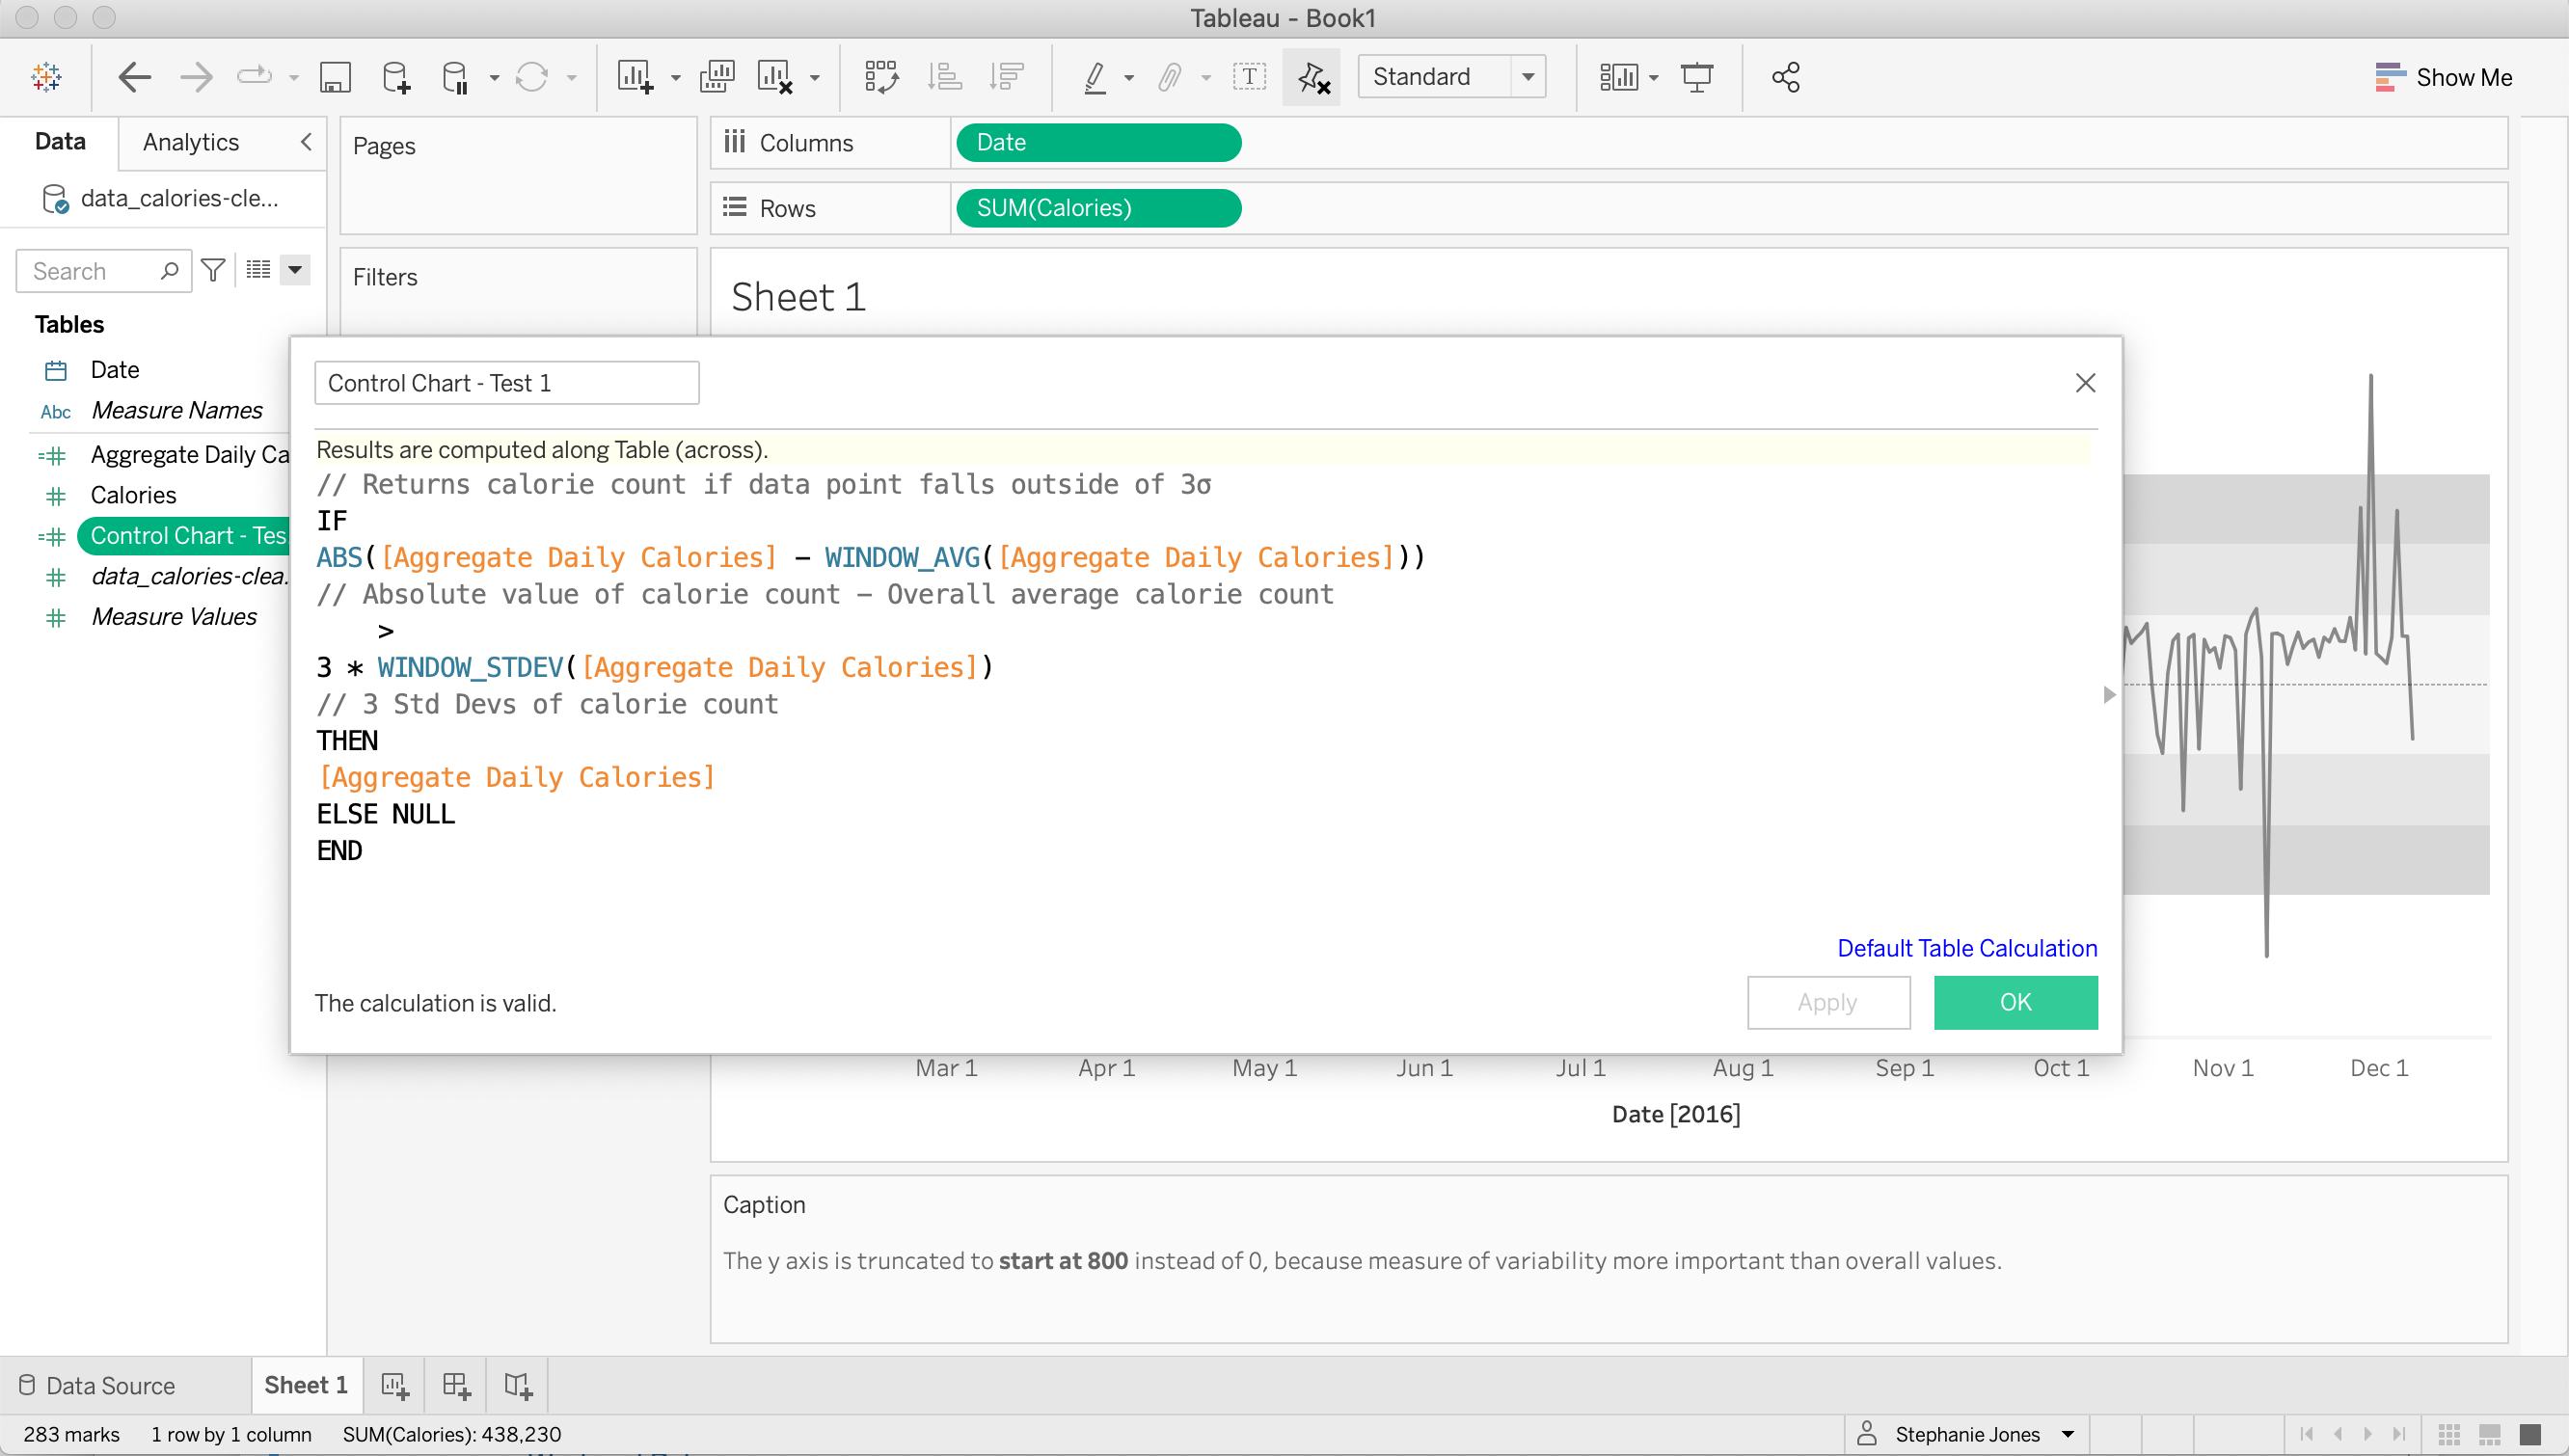 Tableau - Book1
Standard
Show Me
Data
Analytics
data_calories-cle...
Search
Tables
Date
Abc Measure Names
Aggregate Daily Ca
Calories
Control Chart - Tes
data_calories-clea.
Measure Values
Pages
Filters
Columns
Date
Rows
SUM(Calories)
Sheet 1
Control Chart - Test 1
Results are computed along Table (across).
// Returns calorie count if data point falls outside of 3σ
IF
ABS([Aggregate Daily Calories] - WINDOW_AVG([Aggregate Daily Calories]))
// Absolute value of calorie count - Overall average calorie count
>
3 * WINDOW_STDEV([Aggregate Daily Calories])
// 3 Std Devs of calorie count
THEN
[Aggregate Daily Calories]
ELSE NULL
END
Default Table Calculation
The calculation is valid.
Apply
OK
Mar 1 Apr 1 May 1 Jun 1 Jul 1 Aug 1 Sep 1 Oct 1 Nov 1 Dec 1
Date [2016]
Caption
The y axis is truncated to start at 800 instead of 0, because measure of variability more important than overall values.
Data Source
Sheet 1
283 marks 1 row by 1 column SUM(Calories): 438,230
Stephanie Jones